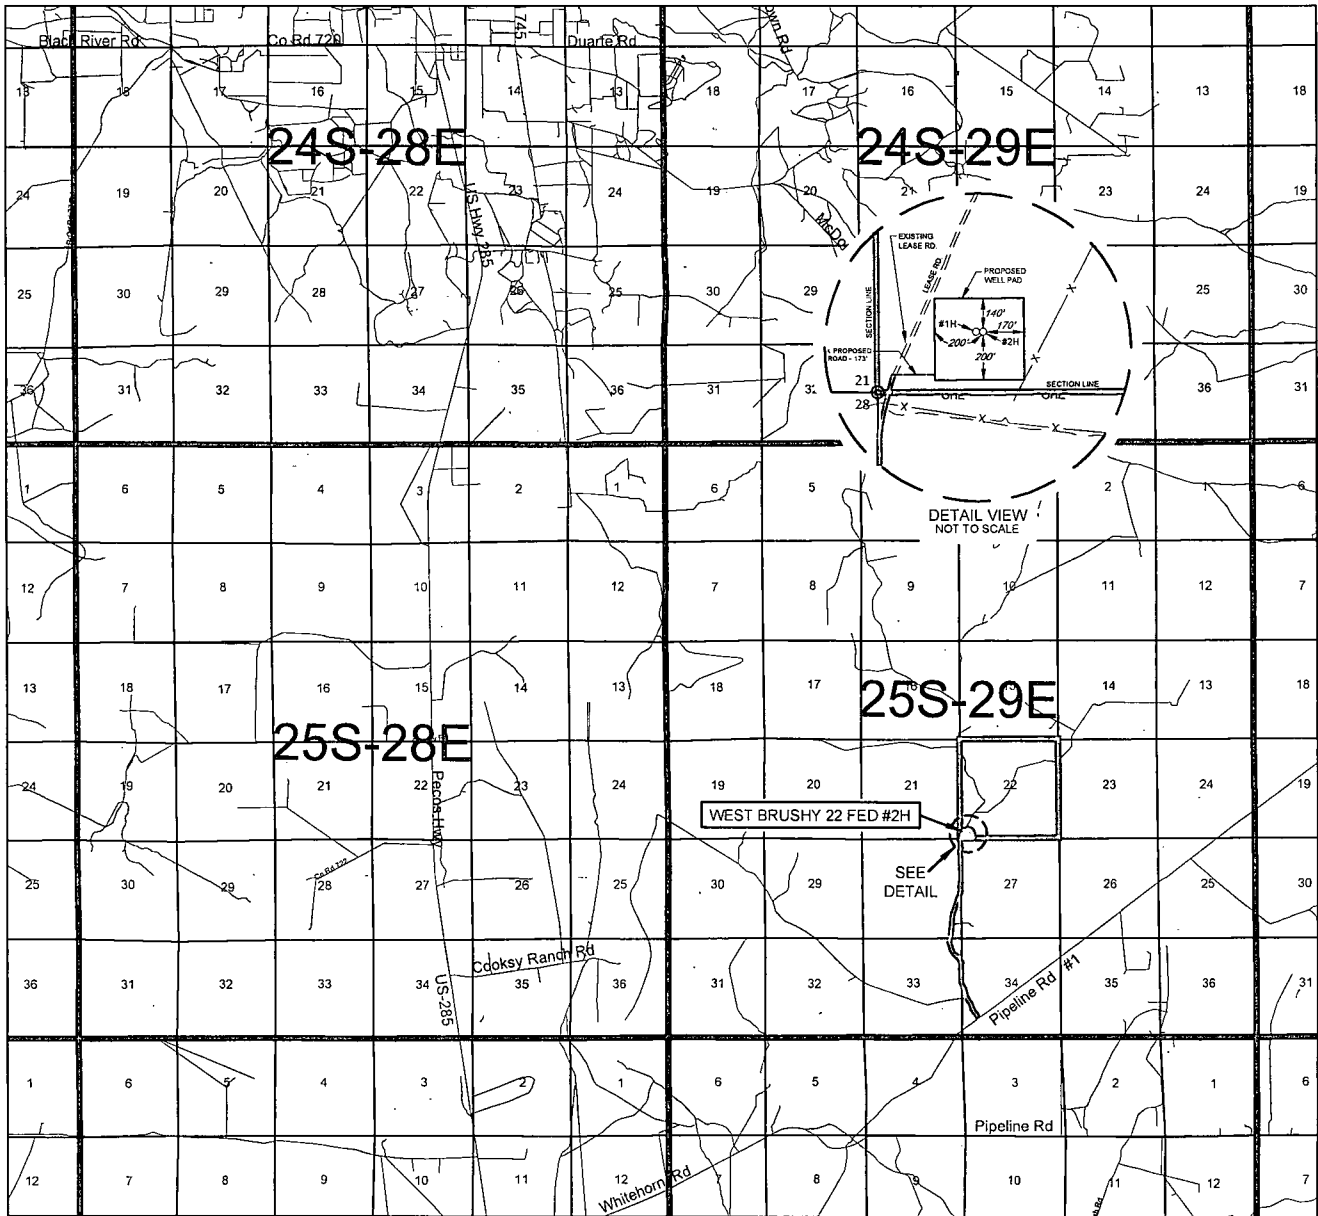 Black River Rd
Co Rd 720
745
Duarte Rd
own Rd
13 18 17 16 15 14 13 18 17 16 15 14 13 18
24S-28E
24S-29E
24 19 20 21 22 23 24 19 20 21 23 24 19
US Hwy 285
McDo
25 30 29 28 27 26 25 30 29 25 30
EXISTING
LEASE RD.
LEASE RD
PROPOSED
WELL PAD
SECTION LINE
140'
#1H
170'
200'
#2H
200'
PROPOSED
ROAD - 173'
21
SECTION LINE
28
36 31 32 33 34 35 36 31 36 31
1 6 5 4 3 2 1 6 5 2 1 6
DETAIL VIEW
NOT TO SCALE
12 7 8 9 10 11 12 7 8 9 10 11 12 7
13 18 17 16 15 14 13 18 17 16 15 14 13 18
25S-28E
25S-29E
24 19 20 21 22 23 24 19 20 21 22 23 24 19
Pecos Hwy
WEST BRUSHY 22 FED #2H
SEE
DETAIL
Co Rd 722
25 30 29 28 27 26 25 30 29 27 26 25 30
Cooksy Ranch Rd
36 31 32 33 34 35 36 31 32 33 34 35 36 31
US-285
Pipeline Rd #1
1 6 5 4 3 2 1 6 5 4 3 2 1 6
Pipeline Rd
12 7 8 9 10 11 12 7 8 9 10 11 12 7
Whitehorn Rd